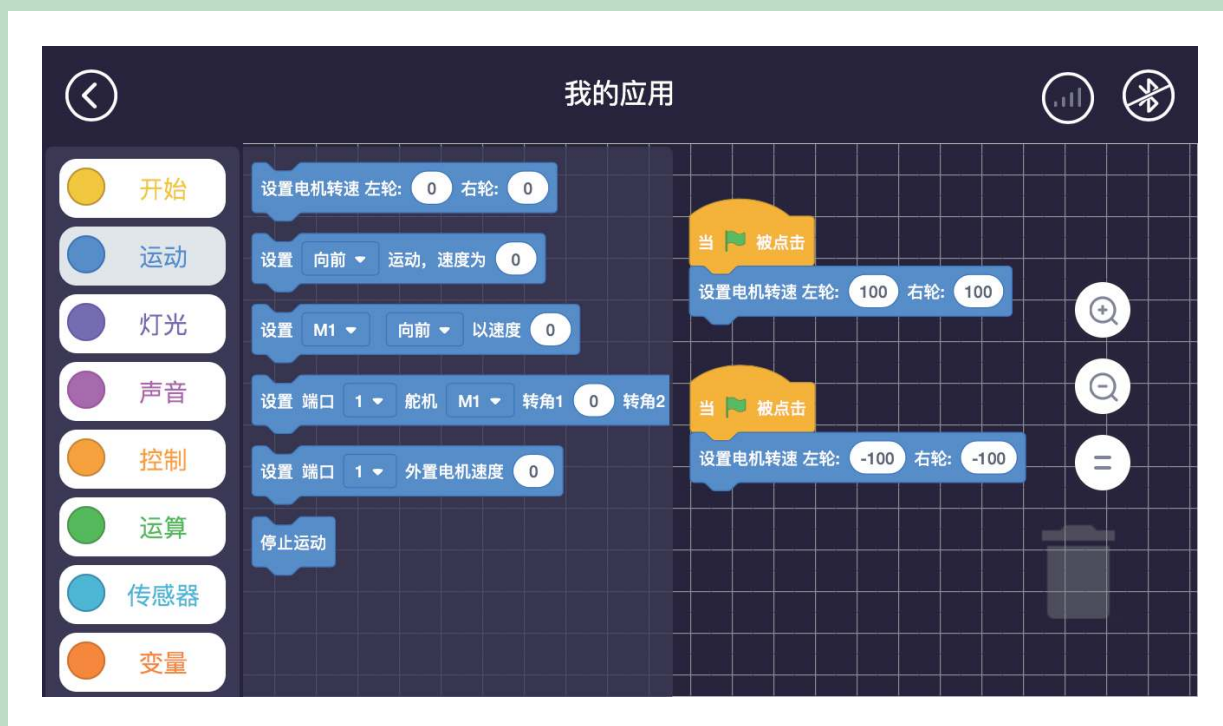 我的应用
开始
运动
灯光
声音
控制
运算
传感器
变量
设置电机转速 左轮: 0 右轮: 0
设置 向前 运动，速度为 0
设置 M1 向前 以速度 0
设置 端口 1 舵机 M1 转角1 0 转角2
设置 端口 1 外置电机速度 0
停止运动
当 被点击
设置电机转速 左轮: 100 右轮: 100
当 被点击
设置电机转速 左轮: -100 右轮: -100